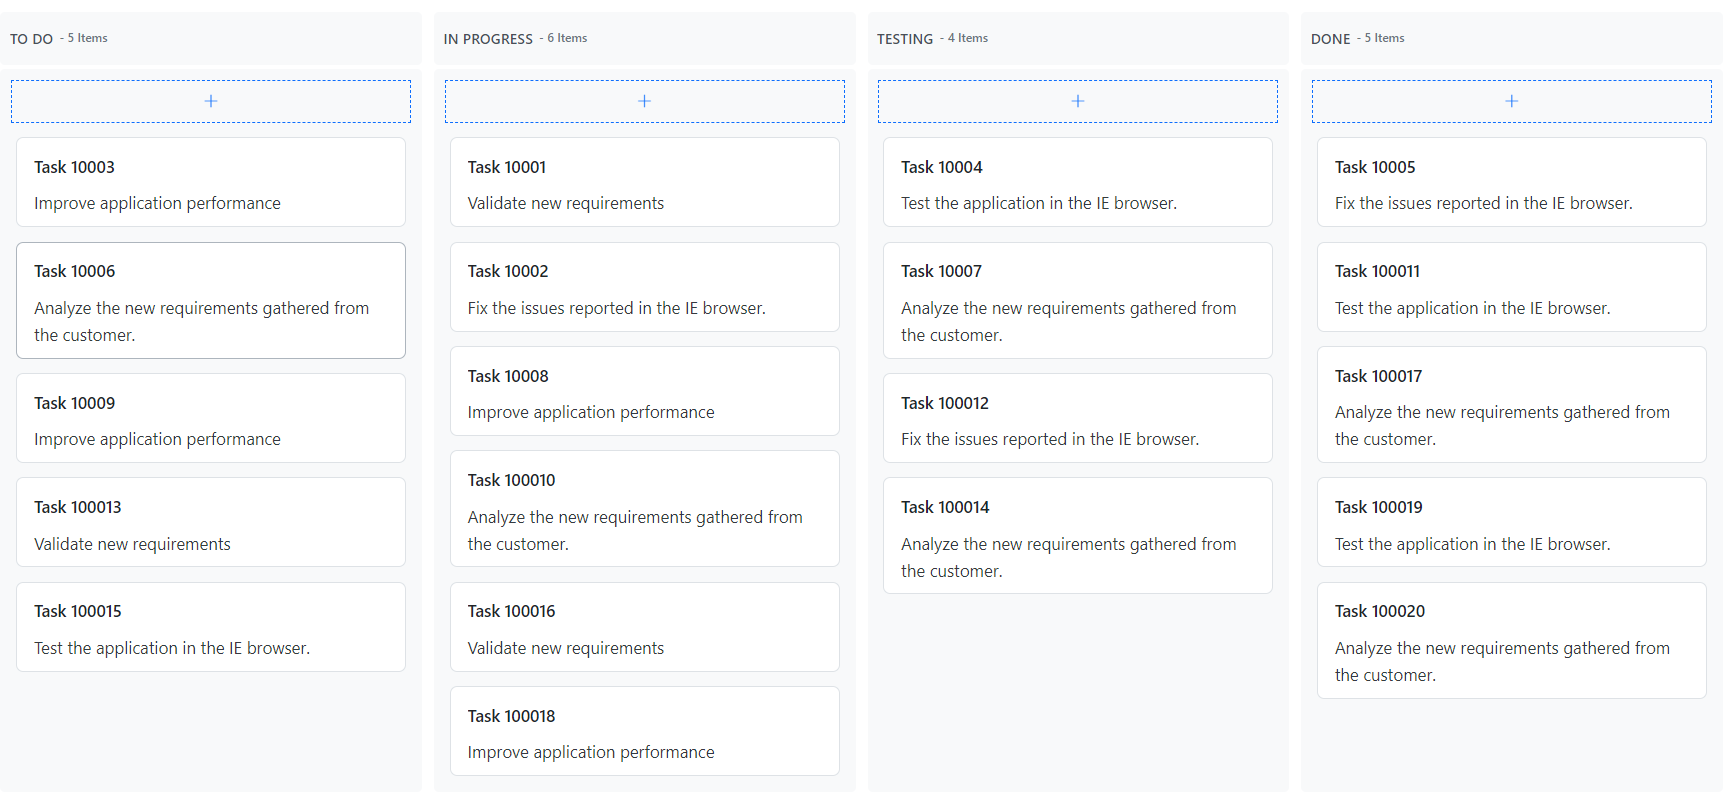 TO DO - 5 Items
Task 10003
Improve application performance
Task 10006
Analyze the new requirements gathered from
the customer.
Task 10009
Improve application performance
Task 100013
Validate new requirements
Task 100015
Test the application in the IE browser.
IN PROGRESS - 6 Items
Task 10001
Validate new requirements
Task 10002
Fix the issues reported in the IE browser.
Task 10008
Improve application performance
Task 100010
Analyze the new requirements gathered from
the customer.
Task 100016
Validate new requirements
Task 100018
Improve application performance
TESTING - 4 Items
Task 10004
Test the application in the IE browser.
Task 10007
Analyze the new requirements gathered from
the customer.
Task 100012
Fix the issues reported in the IE browser.
Task 100014
Analyze the new requirements gathered from
the customer.
DONE - 5 Items
Task 10005
Fix the issues reported in the IE browser.
Task 100011
Test the application in the IE browser.
Task 100017
Analyze the new requirements gathered from
the customer.
Task 100019
Test the application in the IE browser.
Task 100020
Analyze the new requirements gathered from
the customer.